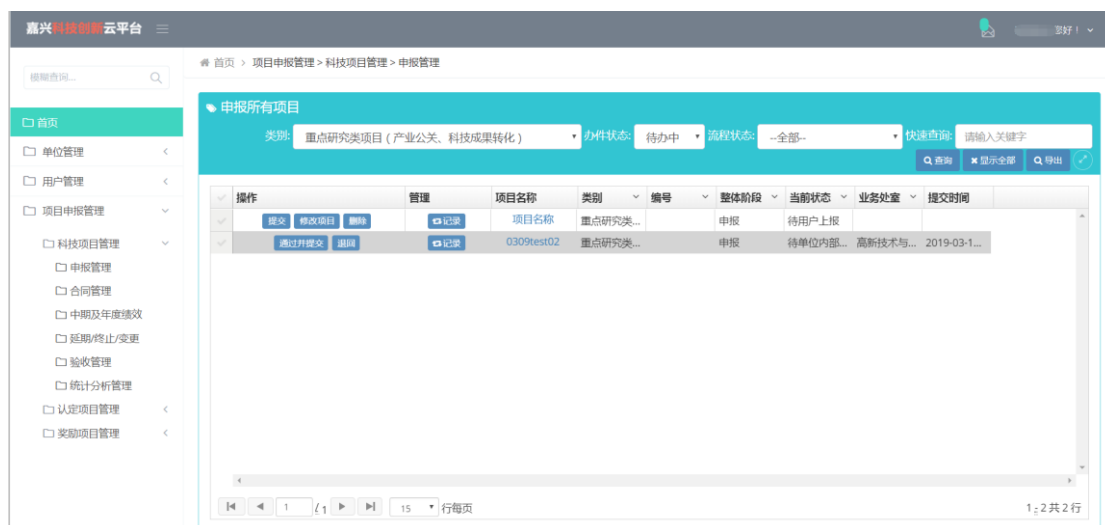 嘉兴科技创新云平台
您好！
模糊查询...
首页 > 项目申报管理 > 科技项目管理 > 申报管理
首页
单位管理
用户管理
项目申报管理
科技项目管理
申报管理
合同管理
中期及年度绩效
延期/终止/变更
验收管理
统计分析管理
认定项目管理
奖励项目管理
申报所有项目
类别: 重点研究类项目（产业公关、科技成果转化） 办件状态: 待办中 流程状态: --全部-- 快速查询: 请输入关键字
查询 显示全部 导出
操作 管理 项目名称 类别 编号 整体阶段 当前状态 业务处室 提交时间
提交 修改项目 删除 记录 项目名称 重点研究类... 申报 待用户上报
通过并提交 退回 记录 0309test02 重点研究类... 申报 待单位内部... 高新技术与... 2019-03-1...
1 / 1 15 行每页 1 - 2 共 2 行